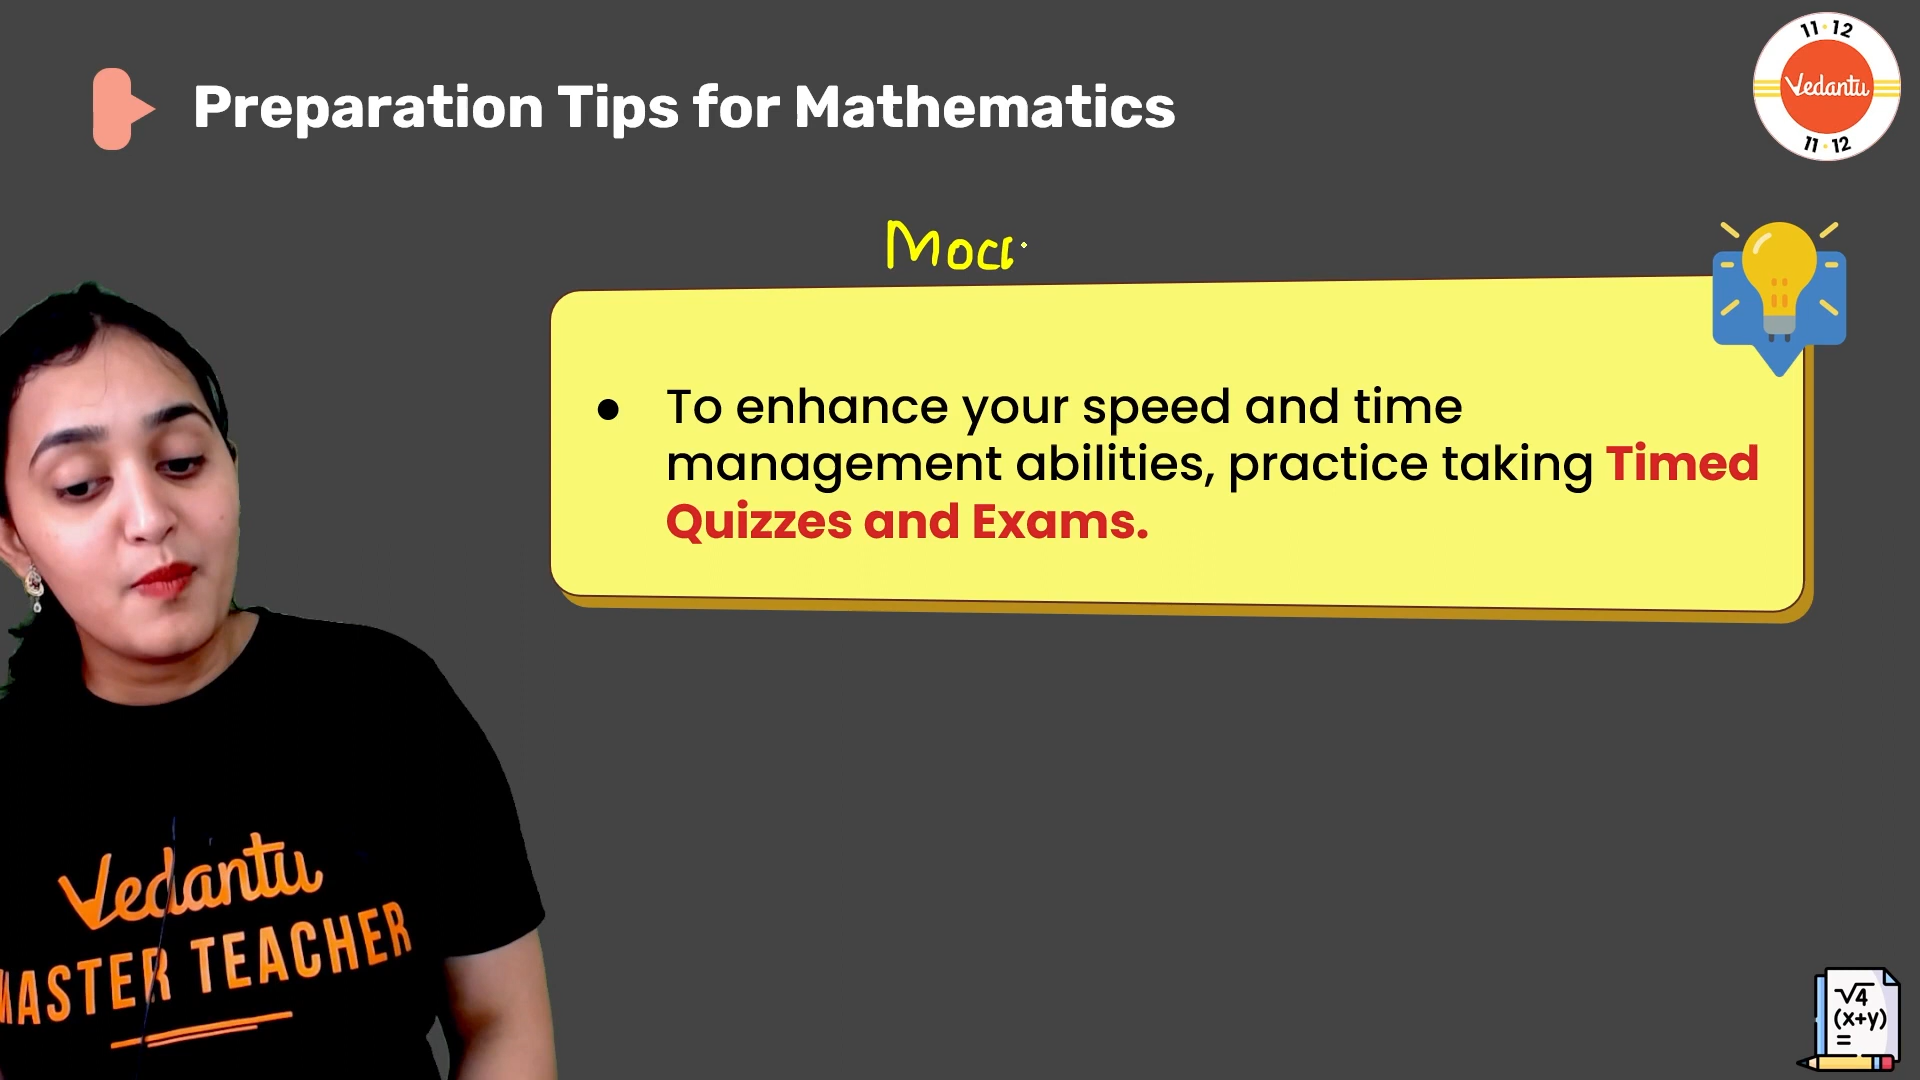 11 · 12
Vedantu
11 · 12
Preparation Tips for Mathematics
● To enhance your speed and time
management abilities, practice taking Timed
Quizzes and Exams.
Vedantu
MASTER TEACHER
√4
(x+y)
=